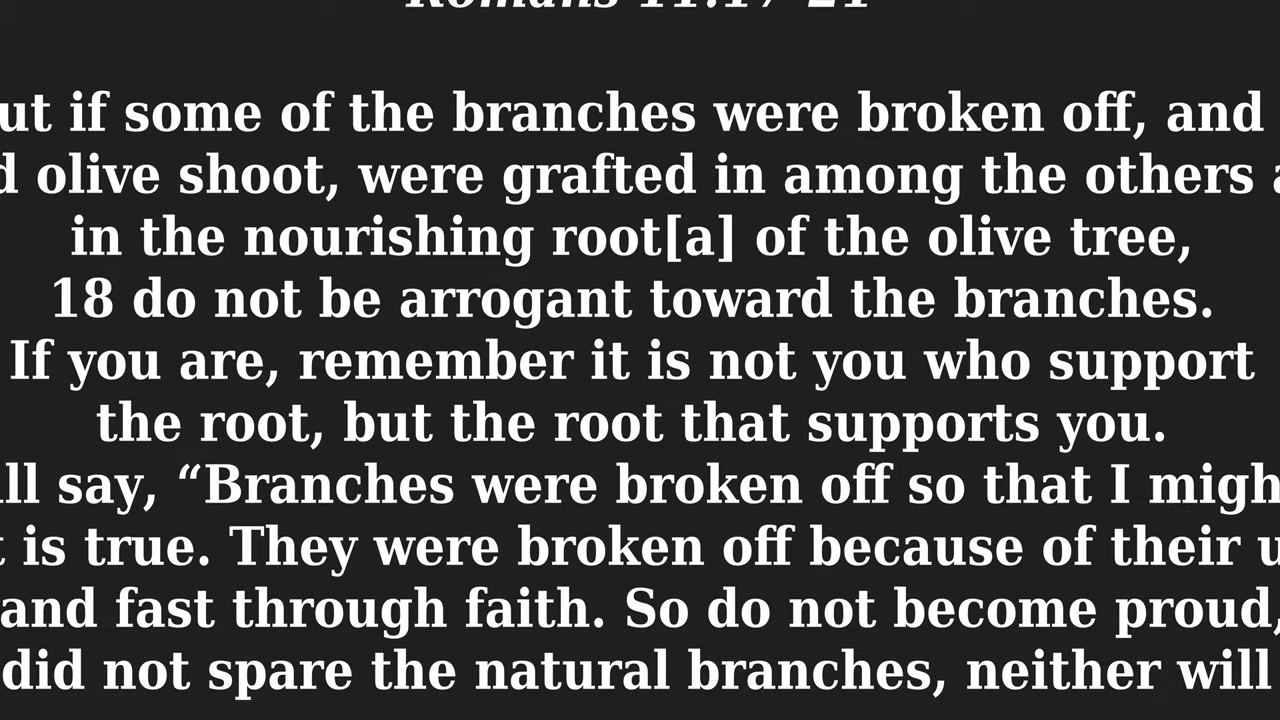 Romans 11:17-21
ut if some of the branches were broken off, and
d olive shoot, were grafted in among the others a
in the nourishing root[a] of the olive tree,
18 do not be arrogant toward the branches.
If you are, remember it is not you who support
the root, but the root that supports you.
ll say, “Branches were broken off so that I migh
t is true. They were broken off because of their u
and fast through faith. So do not become proud,
did not spare the natural branches, neither will